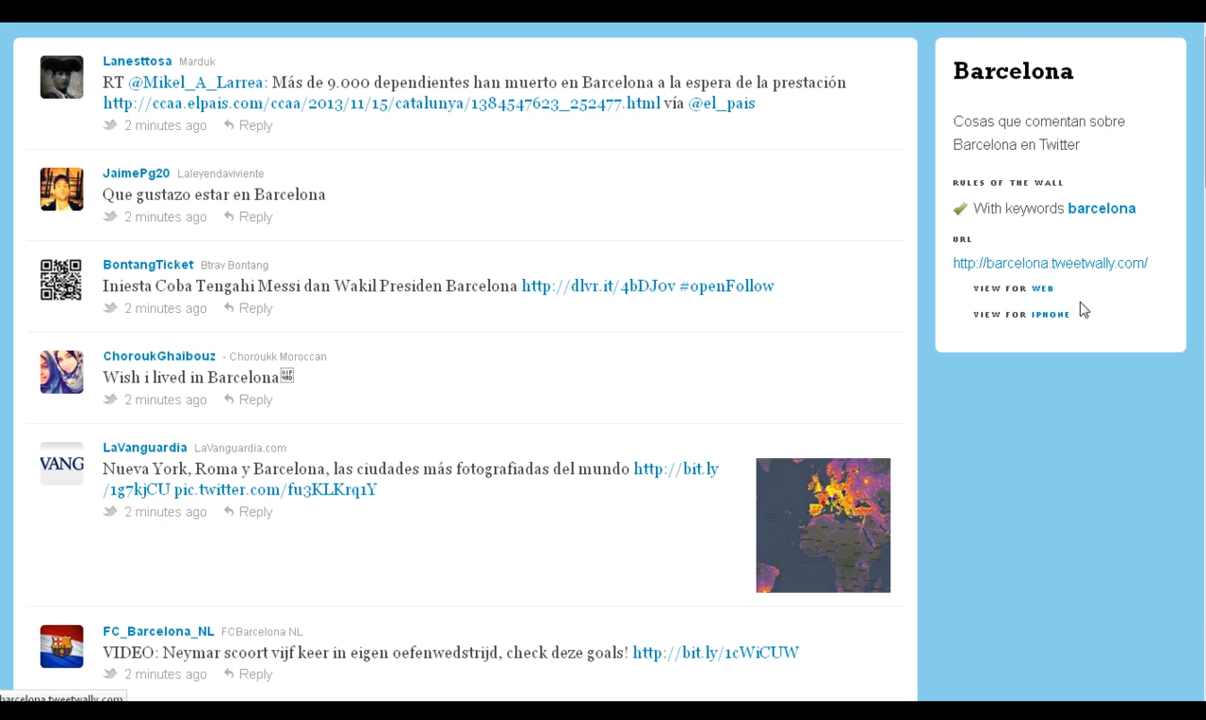 Lanesttosa Marduk
RT @Mikel_A_Larrea: Más de 9.000 dependientes han muerto en Barcelona a la espera de la prestación
http://ccaa.elpais.com/ccaa/2013/11/15/catalunya/1384547623_252477.html vía @el_pais
2 minutes ago Reply
JaimePg20 Laleyendaviviente
Que gustazo estar en Barcelona
2 minutes ago Reply
BontangTicket Btrav Bontang
Iniesta Coba Tengahi Messi dan Wakil Presiden Barcelona http://dlvr.it/4bDJ0v #openFollow
2 minutes ago Reply
ChoroukGhaibouz - Choroukk Moroccan
Wish i lived in Barcelona
2 minutes ago Reply
VANG
LaVanguardia LaVanguardia.com
Nueva York, Roma y Barcelona, las ciudades más fotografiadas del mundo http://bit.ly
/1g7kjCU pic.twitter.com/fu3KLKrq1Y
2 minutes ago Reply
FC_Barcelona_NL FCBarcelona NL
VIDEO: Neymar scoort vijf keer in eigen oefenwedstrijd, check deze goals! http://bit.ly/1cWiCUW
2 minutes ago Reply
barcelona.tweetwally.com
Barcelona
Cosas que comentan sobre
Barcelona en Twitter
RULES OF THE WALL
With keywords barcelona
URL
http://barcelona.tweetwally.com/
VIEW FOR WEB
VIEW FOR IPHONE